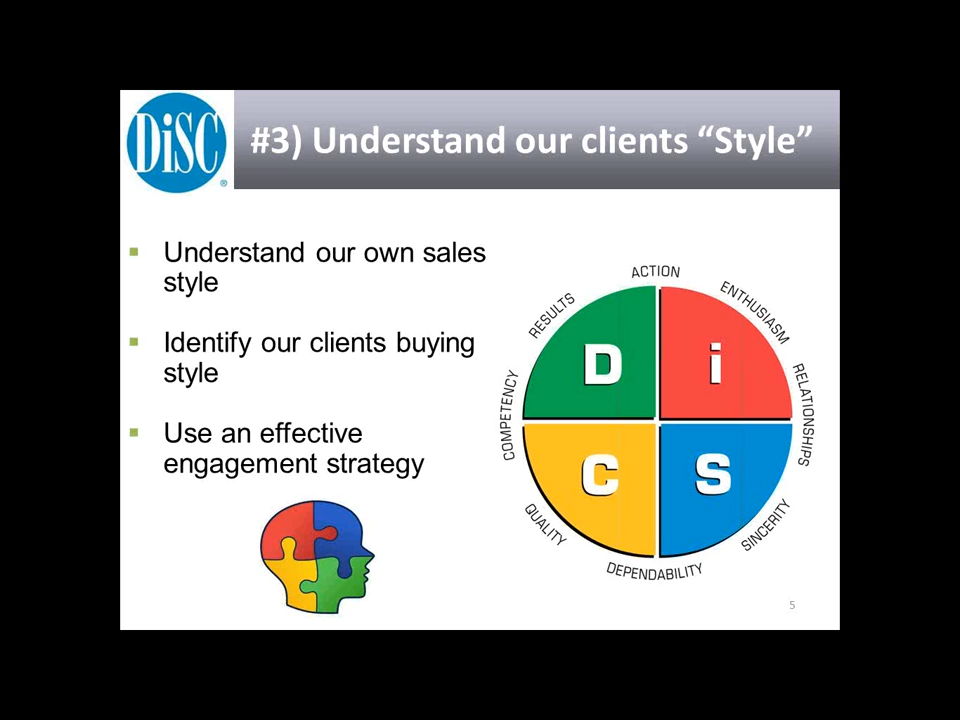 DiSC®
#3) Understand our clients “Style”
Understand our own sales
style
Identify our clients buying
style
Use an effective
engagement strategy
ACTION
RESULTS
ENTHUSIASM
COMPETENCY
RELATIONSHIPS
D
i
C
S
QUALITY
SINCERITY
DEPENDABILITY
5